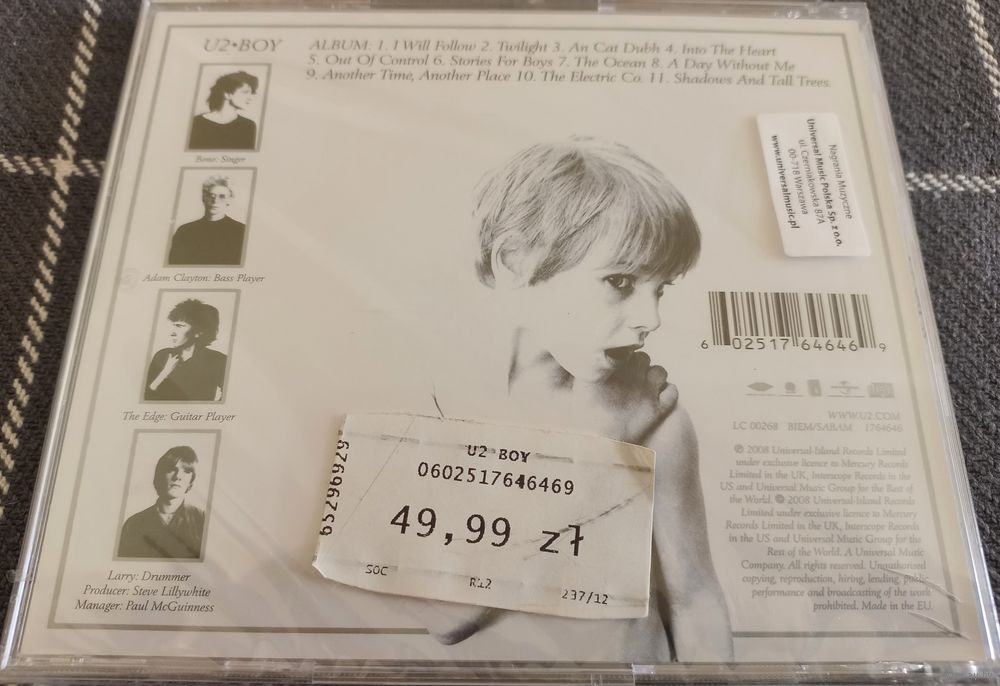 U2•BOY
ALBUM: 1. I Will Follow 2. Twilight 3. An Cat Dubh 4. Into The Heart
5. Out Of Control 6. Stories For Boys 7. The Ocean 8. A Day Without Me
9. Another Time, Another Place 10. The Electric Co. 11. Shadows And Tall Trees.
Bono: Singer
Adam Clayton: Bass Player
The Edge: Guitar Player
Larry: Drummer
Producer: Steve Lillywhite
Manager: Paul McGuinness
Nagrania Muzyczne
Universal Music Polska Sp. z o.o.
ul. Czerniakowska 87A
00-718 Warszawa
www.universalmusic.pl
6 02517 64646 9
WWW.U2.COM
LC 00268 BIEM/SABAM 1764646
℗ 2008 Universal-Island Records Limited
under exclusive licence to Mercury Records
Limited in the UK, Interscope Records in the
US and Universal Music Group for the Rest of
the World. © 2008 Universal-Island Records
Limited under exclusive licence to Mercury
Records Limited in the UK, Interscope Records
in the US and Universal Music Group for the
Rest of the World. A Universal Music
Company. All rights reserved. Unauthorised
copying, reproduction, hiring, lending, public
performance and broadcasting of the work
prohibited. Made in the EU.
65296929
U2 BOY
0602517646469
49,99 zł
SOC R12 237/12